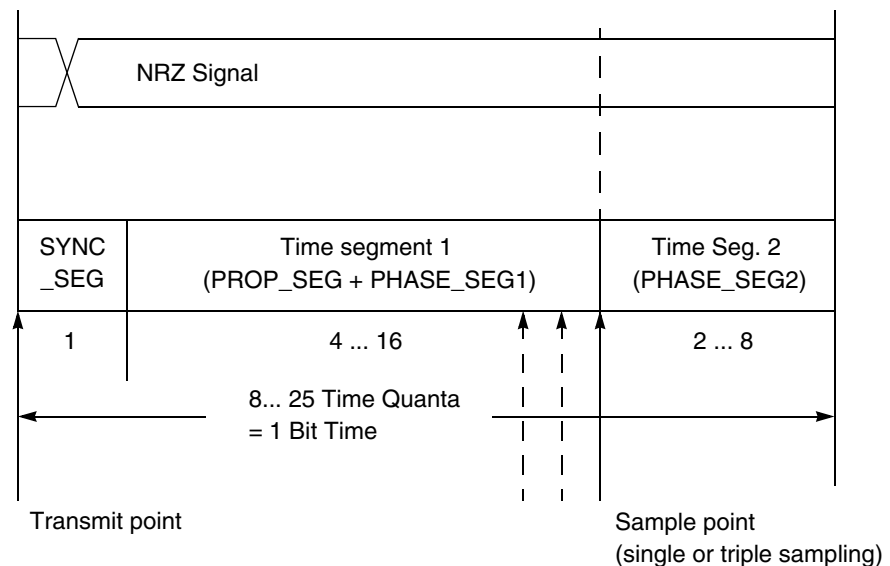 NRZ Signal
SYNC
_SEG
Time segment 1
(PROP_SEG + PHASE_SEG1)
Time Seg. 2
(PHASE_SEG2)
1
4 ... 16
2 ... 8
8... 25 Time Quanta
= 1 Bit Time
Transmit point
Sample point
(single or triple sampling)